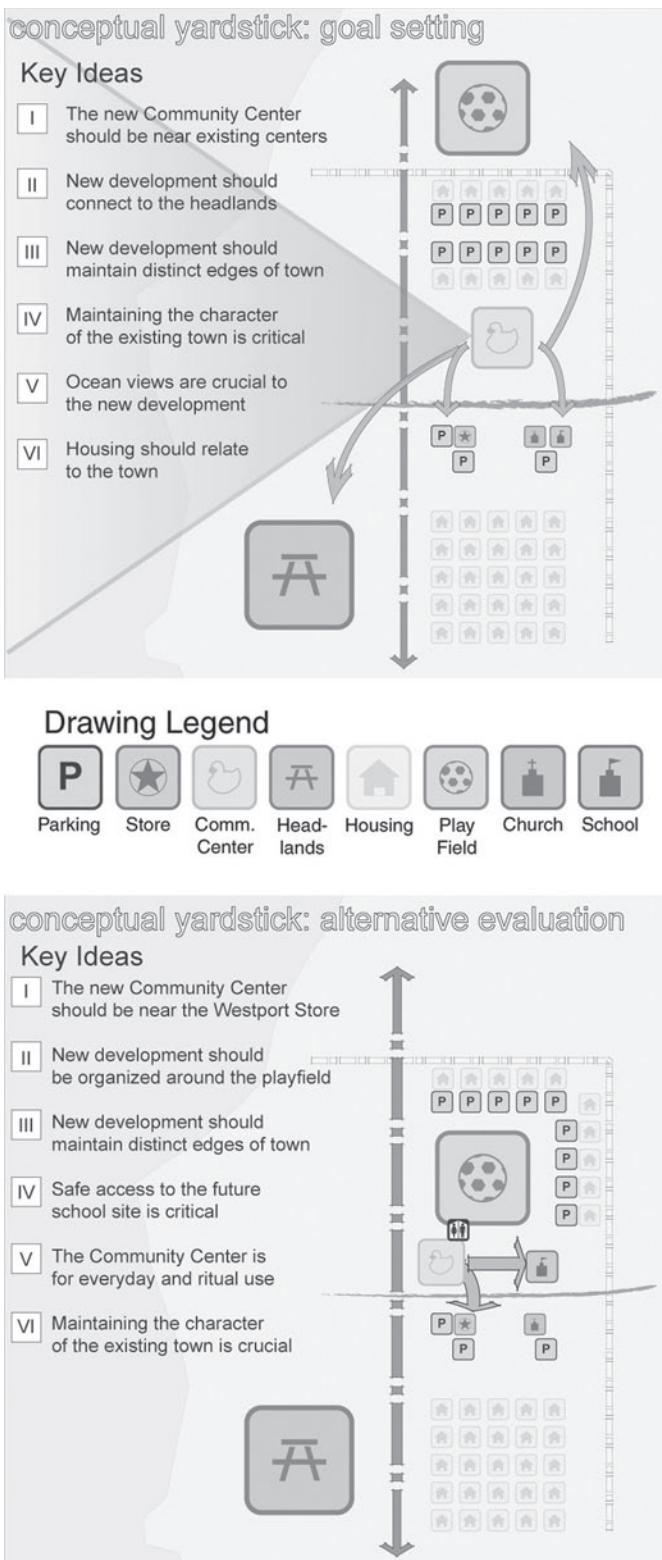 conceptual yardstick: goal setting
Key Ideas
I
The new Community Center
should be near existing centers
II
New development should
connect to the headlands
III
New development should
maintain distinct edges of town
IV
Maintaining the character
of the existing town is critical
V
Ocean views are crucial to
the new development
VI
Housing should relate
to the town
P P P P P
P P P P P
P
P P
Drawing Legend
P
Parking Store Comm. Center Head-lands Housing Play Field Church School
conceptual yardstick: alternative evaluation
Key Ideas
I
The new Community Center
should be near the Westport Store
II
New development should
be organized around the playfield
III
New development should
maintain distinct edges of town
IV
Safe access to the future
school site is critical
V
The Community Center is
for everyday and ritual use
VI
Maintaining the character
of the existing town is crucial
P P P P P
P
P
P
P
P
P P